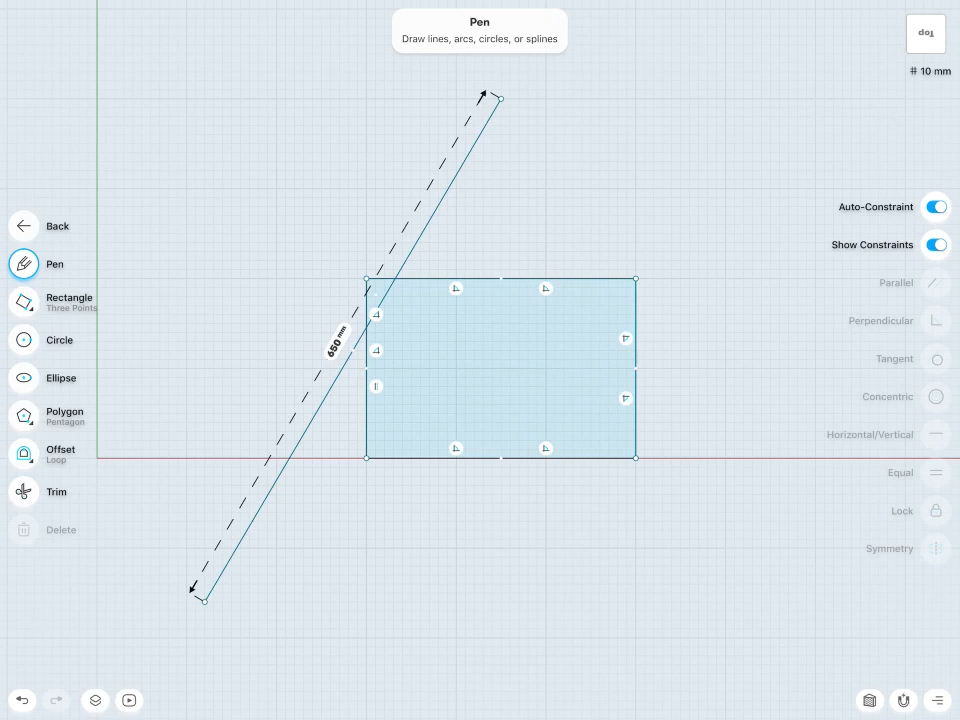 Pen
Draw lines, arcs, circles, or splines
Top
# 10 mm
Auto-Constraint
Show Constraints
Parallel
Perpendicular
Tangent
Concentric
Horizontal/Vertical
Equal
Lock
Symmetry
Back
Pen
Rectangle
Three Points
Circle
Ellipse
Polygon
Pentagon
Offset
Loop
Trim
Delete
650 mm